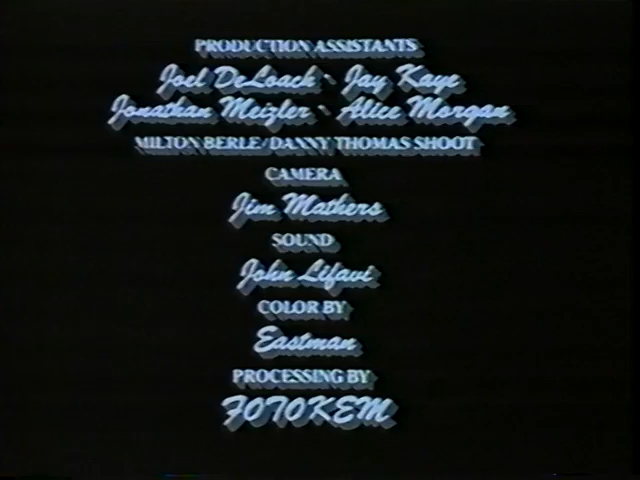 PRODUCTION ASSISTANTS
Joel DeLoach - Jay Kaye
Jonathan Meizler - Alice Morgan
MILTON BERLE/DANNY THOMAS SHOOT
CAMERA
Jim Mathers
SOUND
John Lifavi
COLOR BY
Eastman
PROCESSING BY
FOTOKEM